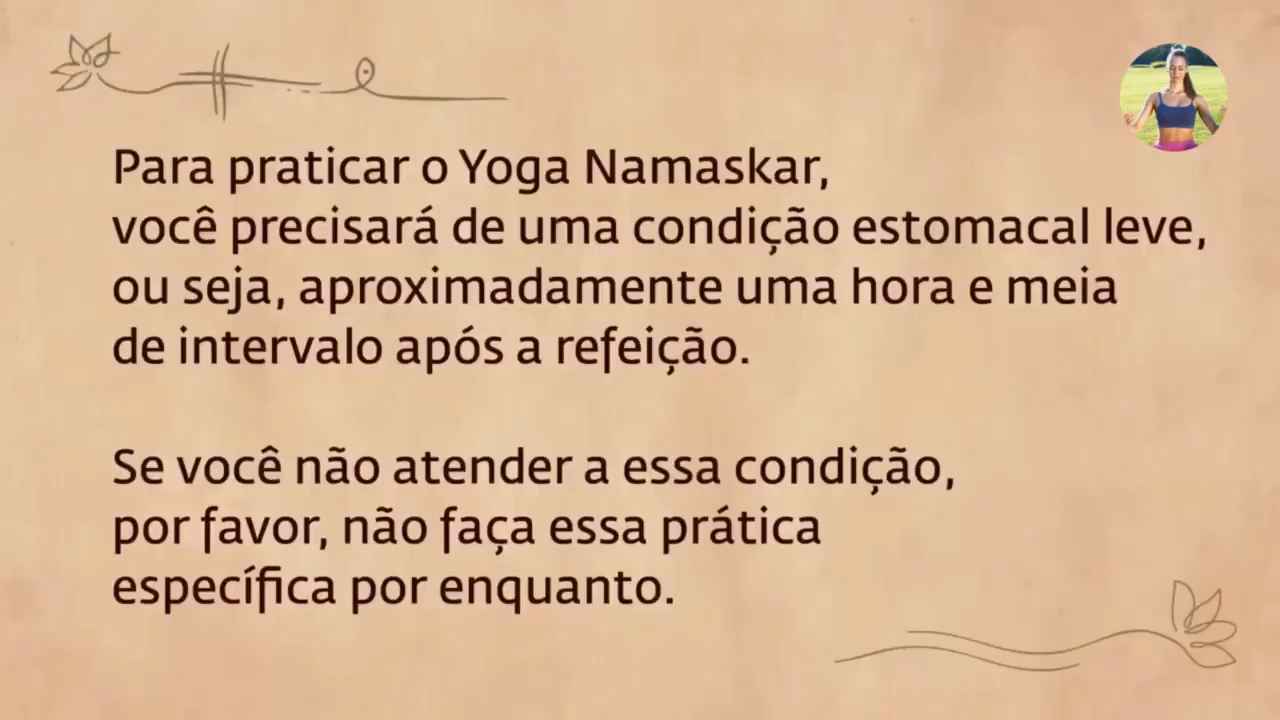 Para praticar o Yoga Namaskar,
você precisará de uma condição estomacal leve,
ou seja, aproximadamente uma hora e meia
de intervalo após a refeição.
Se você não atender a essa condição,
por favor, não faça essa prática
específica por enquanto.